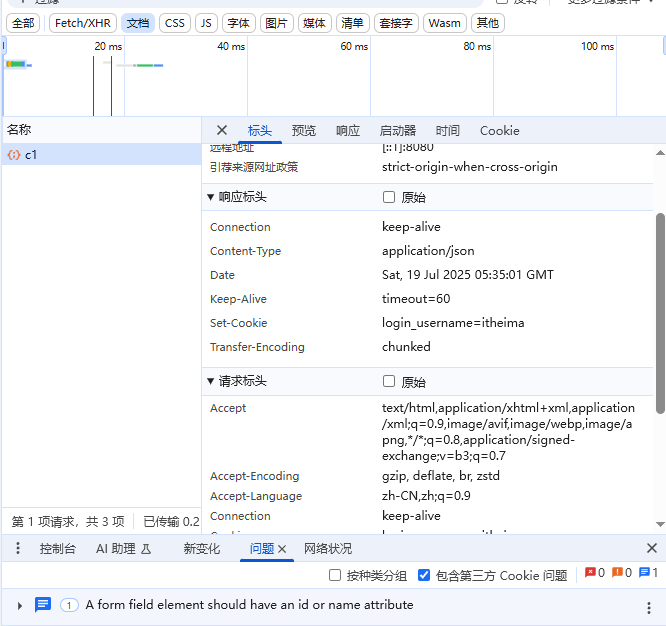 全部 Fetch/XHR 文档 CSS JS 字体 图片 媒体 清单 套接字 Wasm 其他
20 ms 40 ms 60 ms 80 ms 100 ms
名称
c1
标头 预览 响应 启动器 时间 Cookie
远程地址 [::1]:8080
引荐来源网址政策 strict-origin-when-cross-origin
响应标头 原始
Connection keep-alive
Content-Type application/json
Date Sat, 19 Jul 2025 05:35:01 GMT
Keep-Alive timeout=60
Set-Cookie login_username=itheima
Transfer-Encoding chunked
请求标头 原始
Accept text/html,application/xhtml+xml,application
/xml;q=0.9,image/avif,image/webp,image/a
png,*/*;q=0.8,application/signed-
exchange;v=b3;q=0.7
Accept-Encoding gzip, deflate, br, zstd
Accept-Language zh-CN,zh;q=0.9
Connection keep-alive
第 1 项请求，共 3 项 已传输 0.2
控制台 AI 助理 新变化 问题 网络状况
按种类分组 包含第三方 Cookie 问题 0 0 1
1 A form field element should have an id or name attribute